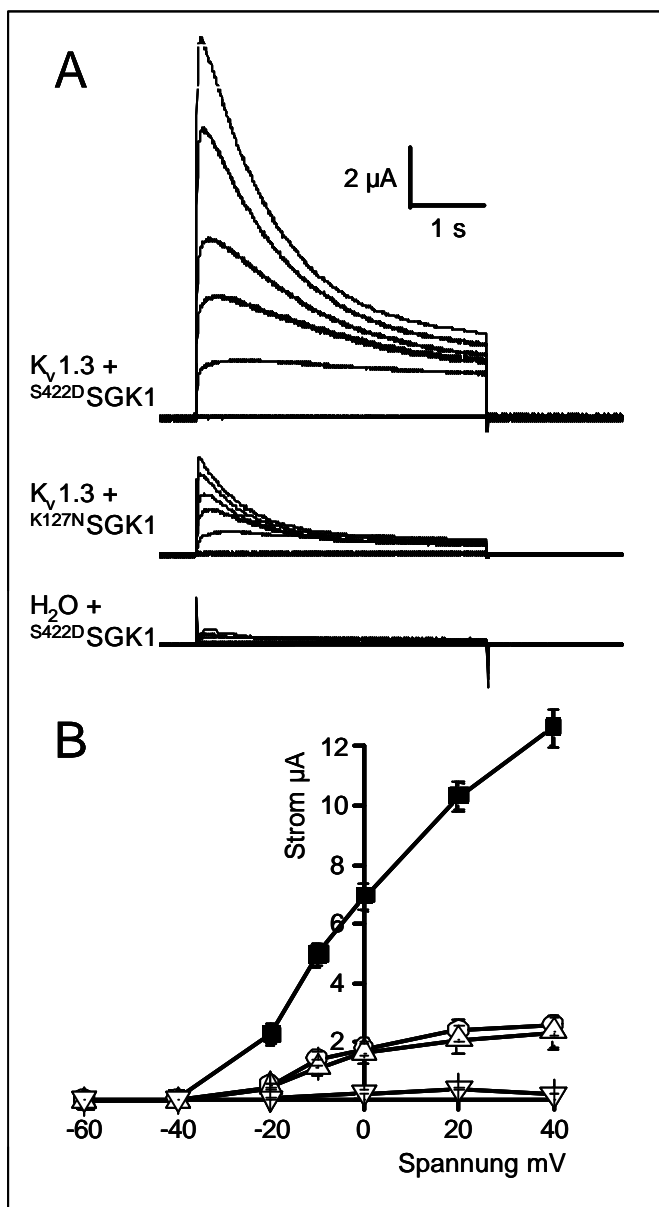 A
2 µA
1 s
Kv1.3 +
S422DSGK1
Kv1.3 +
K127NSGK1
H2O +
S422DSGK1
B
Strom µA
12
10
8
6
4
2
-60 -40 -20 0 20 40
Spannung mV